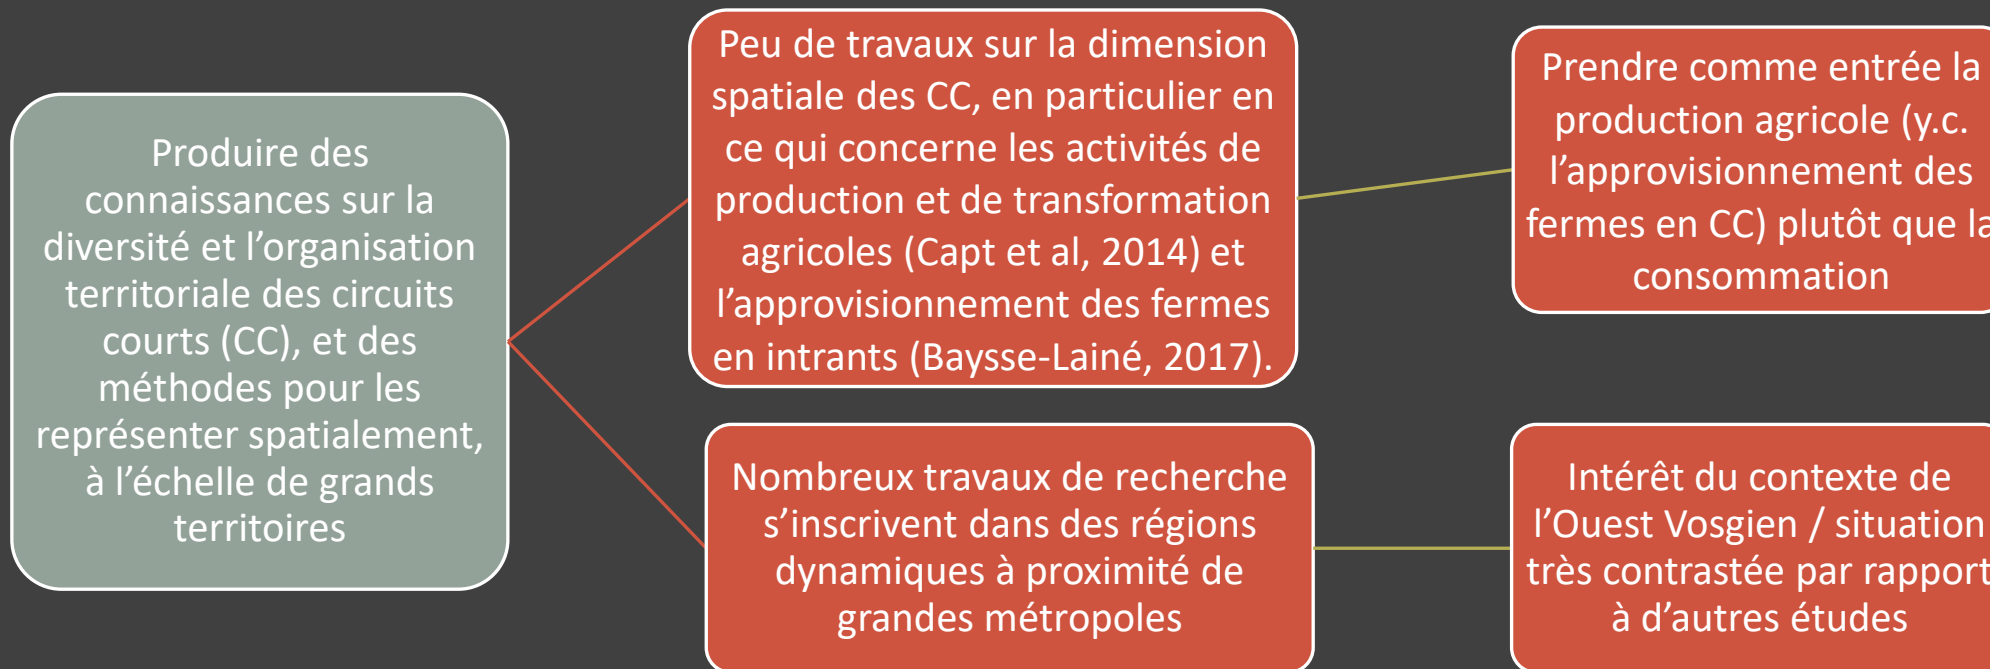 Produire des
connaissances sur la
diversité et l’organisation
territoriale des circuits
courts (CC), et des
méthodes pour les
représenter spatialement,
à l’échelle de grands
territoires
Peu de travaux sur la dimension
spatiale des CC, en particulier en
ce qui concerne les activités de
production et de transformation
agricoles (Capt et al, 2014) et
l’approvisionnement des fermes
en intrants (Baysse-Lainé, 2017).
Prendre comme entrée la
production agricole (y.c.
l’approvisionnement des
fermes en CC) plutôt que la
consommation
Nombreux travaux de recherche
s’inscrivent dans des régions
dynamiques à proximité de
grandes métropoles
Intérêt du contexte de
l’Ouest Vosgien / situation
très contrastée par rapport
à d’autres études